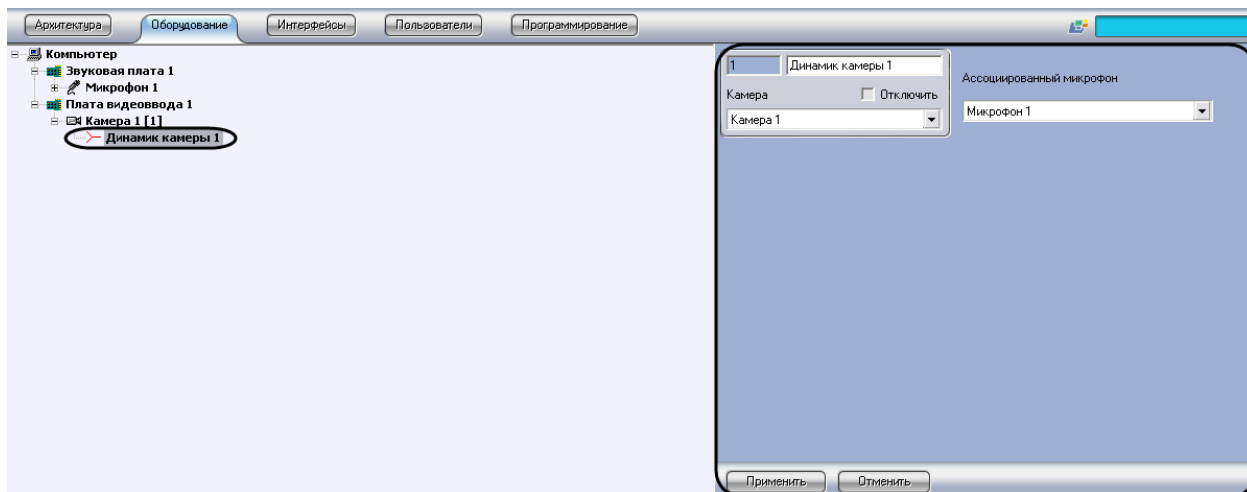 Архитектура Оборудование Интерфейсы Пользователи Программирование
Компьютер
Звуковая плата 1
Микрофон 1
Плата видеоввода 1
Камера 1 [1]
Динамик камеры 1
1 Динамик камеры 1
Камера Отключить
Камера 1
Ассоциированный микрофон
Микрофон 1
Применить Отменить